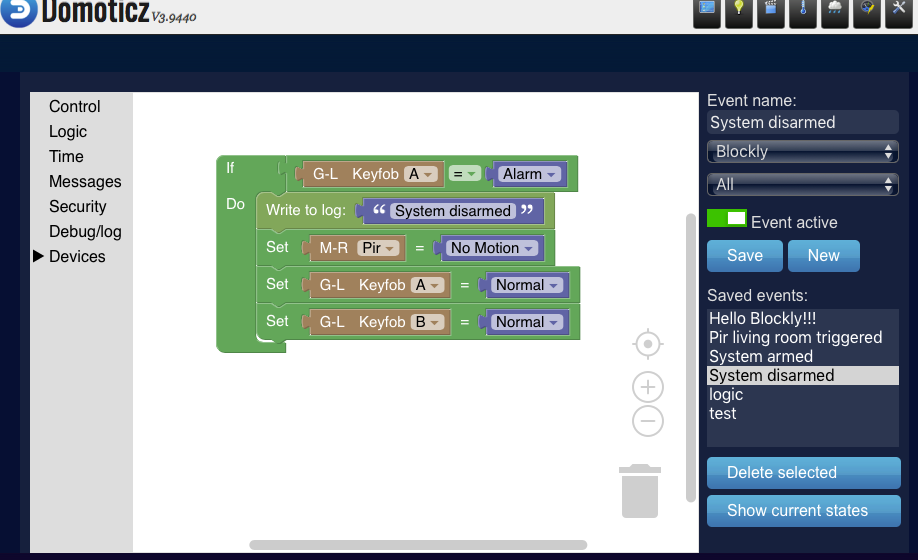 Domoticz V3.9440
Control
Logic
Time
Messages
Security
Debug/log
Devices
If G-L Keyfob A = Alarm
Do Write to log: “ System disarmed ”
Set M-R Pir = No Motion
Set G-L Keyfob A = Normal
Set G-L Keyfob B = Normal
Event name:
System disarmed
Blockly
All
Event active
Save New
Saved events:
Hello Blockly!!!
Pir living room triggered
System armed
System disarmed
logic
test
Delete selected
Show current states